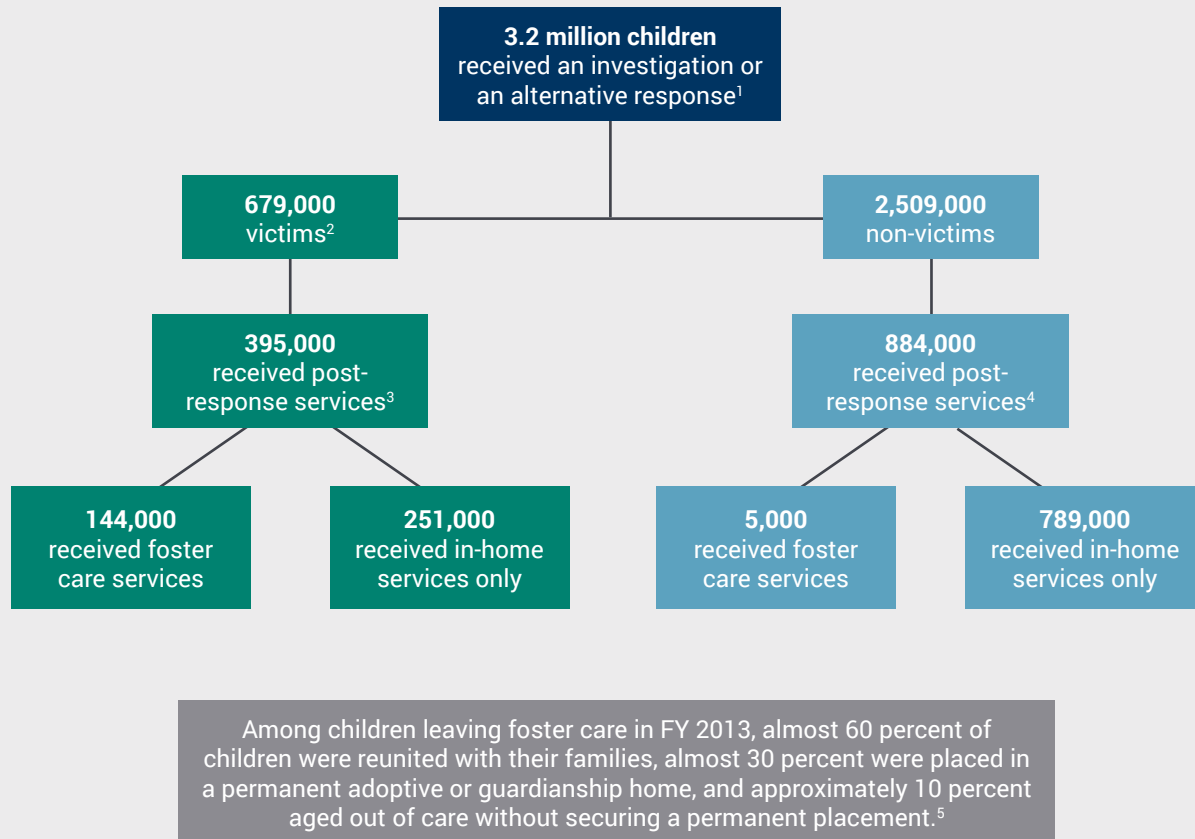 3.2 million children
received an investigation or
an alternative response¹
679,000
victims²
2,509,000
non-victims
395,000
received post-
response services³
884,000
received post-
response services⁴
144,000
received foster
care services
251,000
received in-home
services only
5,000
received foster
care services
789,000
received in-home
services only
Among children leaving foster care in FY 2013, almost 60 percent of
children were reunited with their families, almost 30 percent were placed in
a permanent adoptive or guardianship home, and approximately 10 percent
aged out of care without securing a permanent placement.⁵